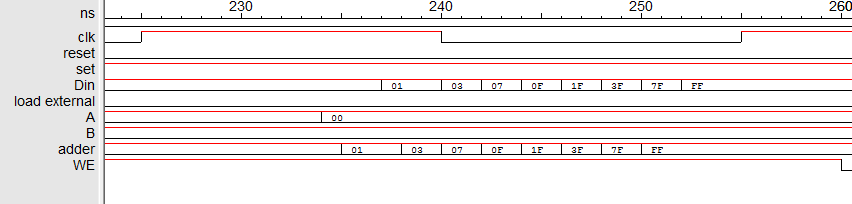 ns 230 240 250 260
clk
reset
set
Din 01 03 07 0F 1F 3F 7F FF
load external
A 00
B
adder 01 03 07 0F 1F 3F 7F FF
WE